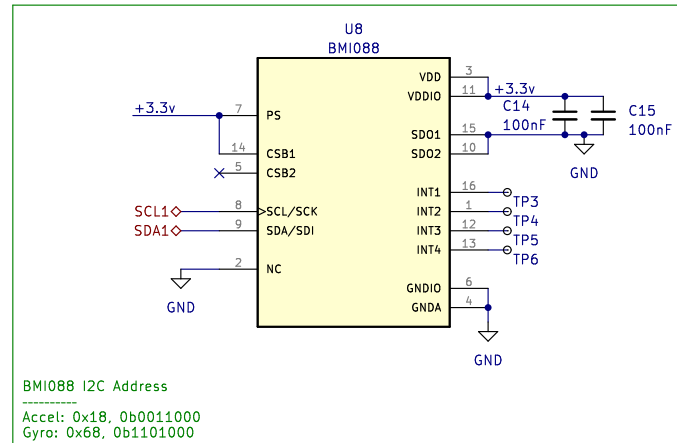 U8
BMI088
VDD 3
VDDIO 11
+3.3v
C14
100nF
C15
100nF
+3.3v
7 PS
14 CSB1
5 CSB2
SDO1 15
SDO2 10
GND
SCL1
8 SCL/SCK
SDA1
9 SDA/SDI
INT1 16
TP3
INT2 1
TP4
INT3 12
TP5
INT4 13
TP6
2 NC
GND
GNDIO 6
GNDA 4
GND
BMI088 I2C Address
----------
Accel: 0x18, 0b0011000
Gyro: 0x68, 0b1101000